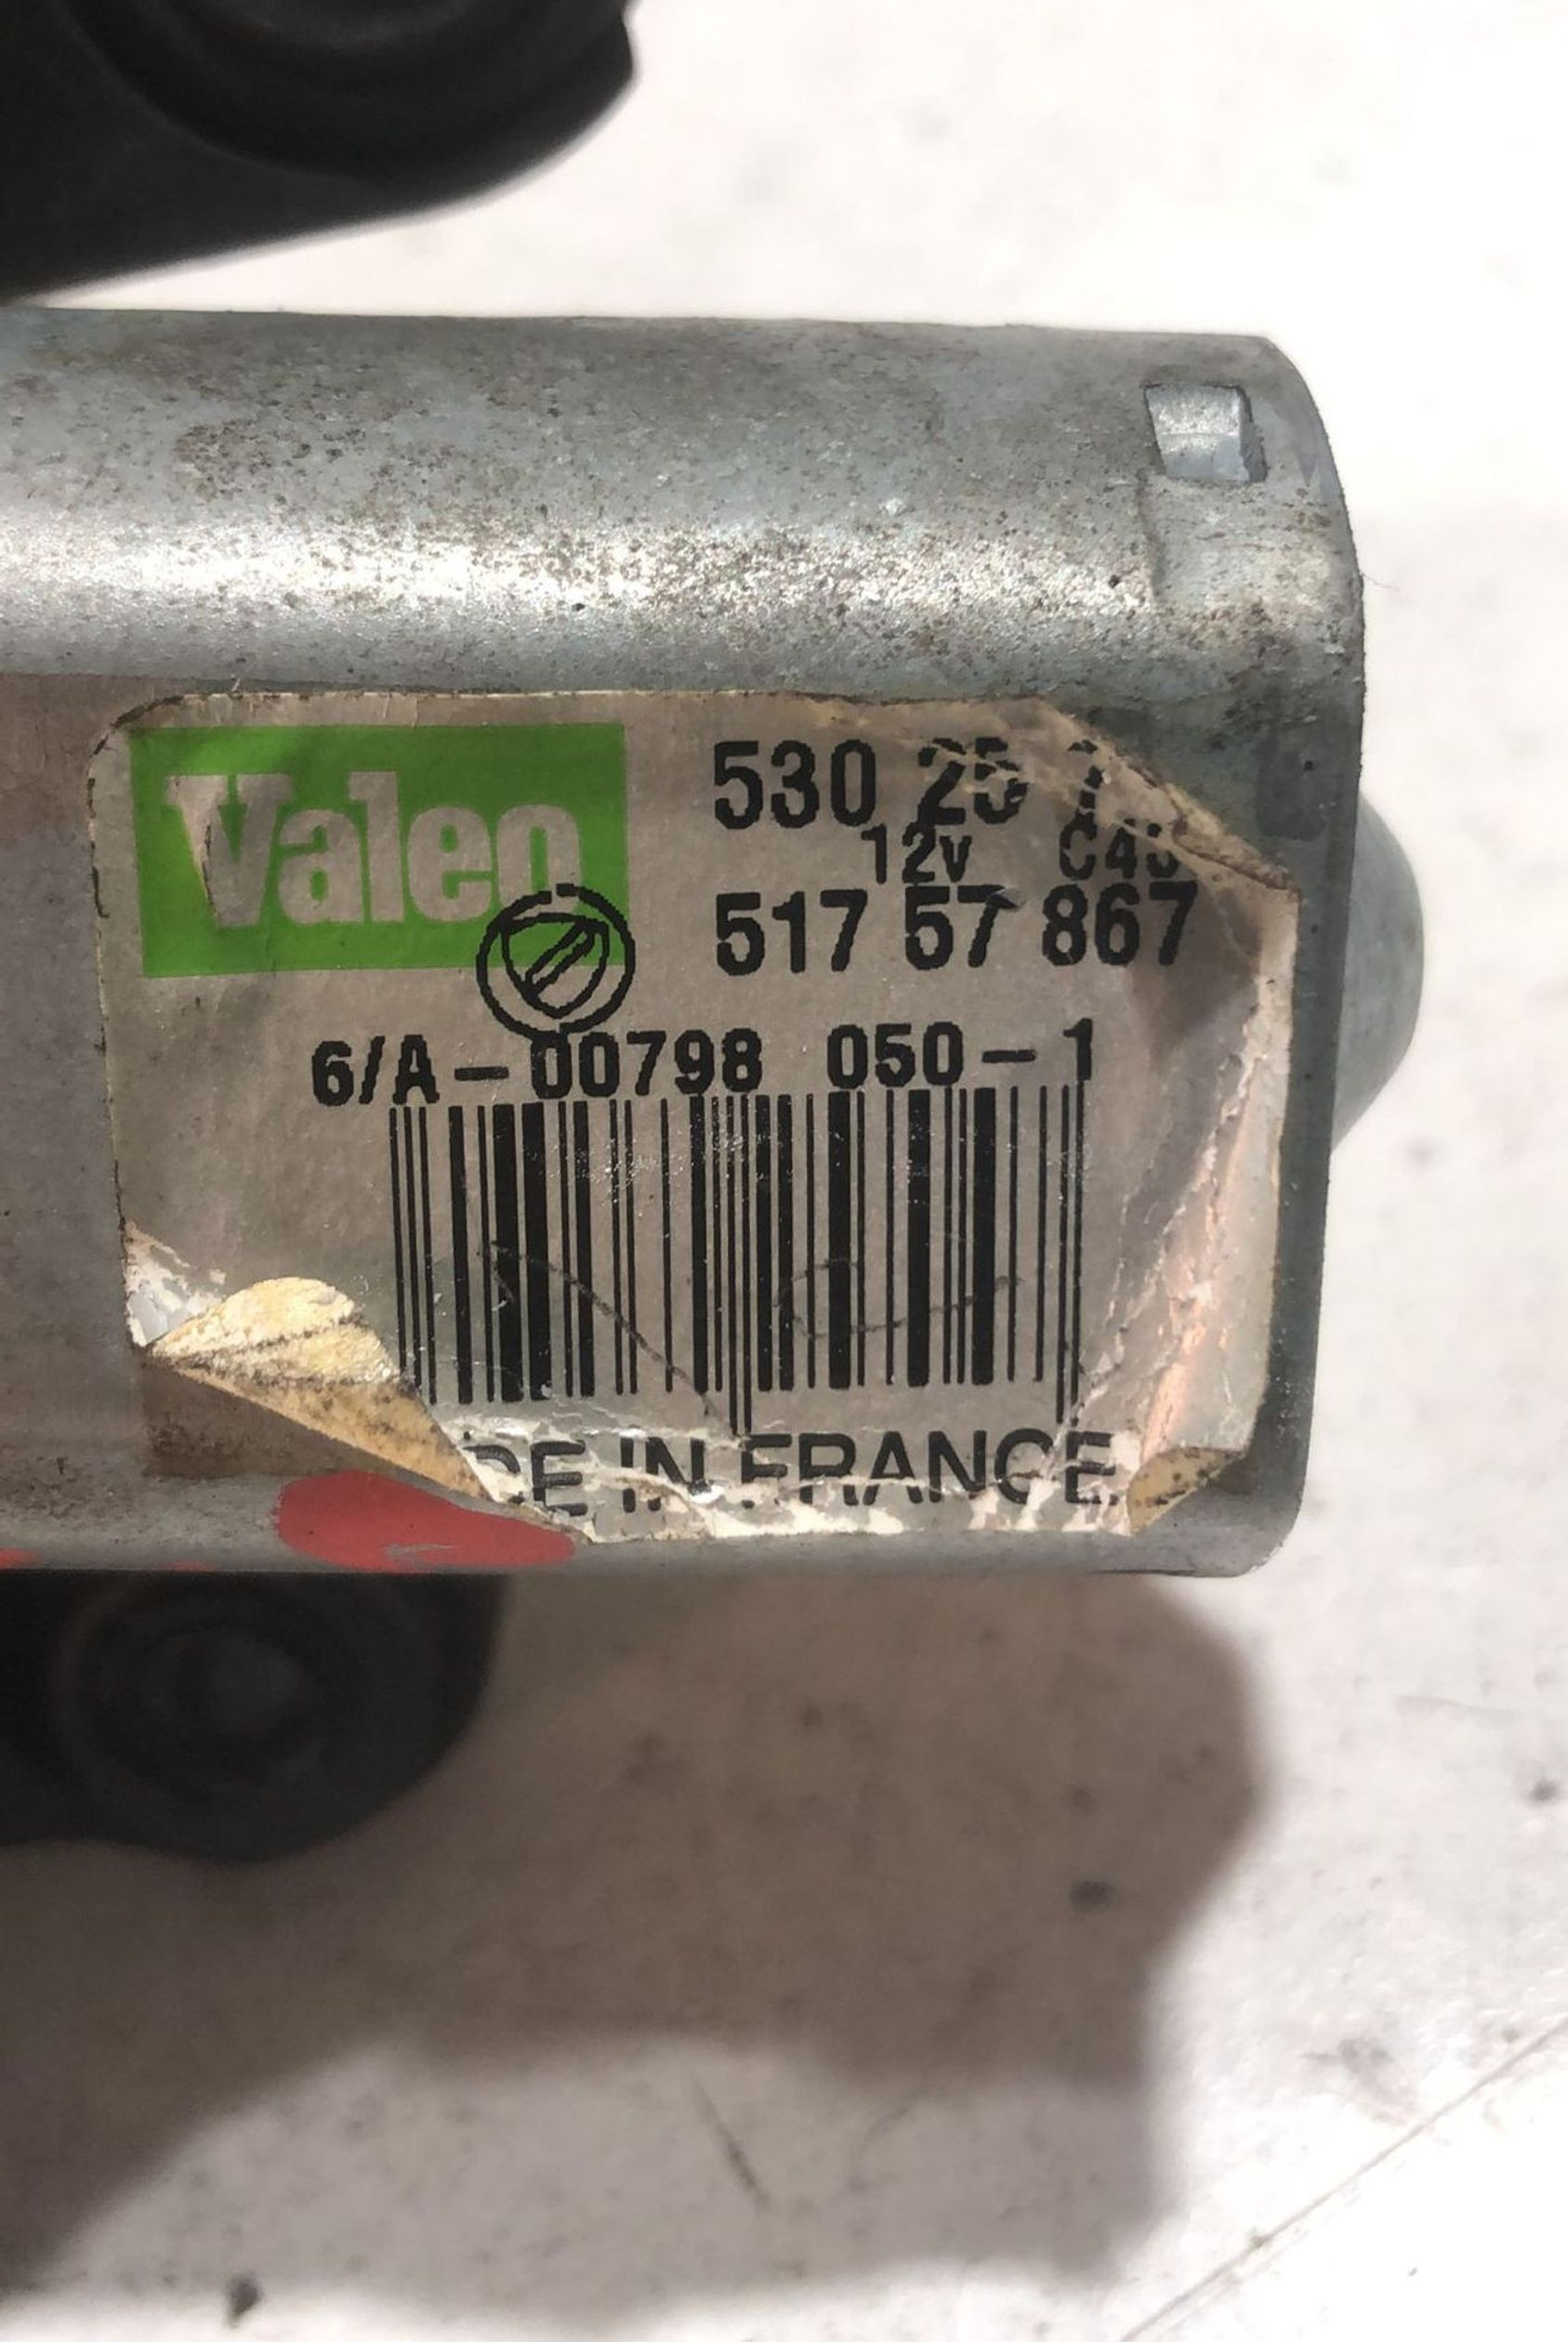 Valeo
530 25
12v
517 57 867
6/A-00798 050-1
IN FRANCE